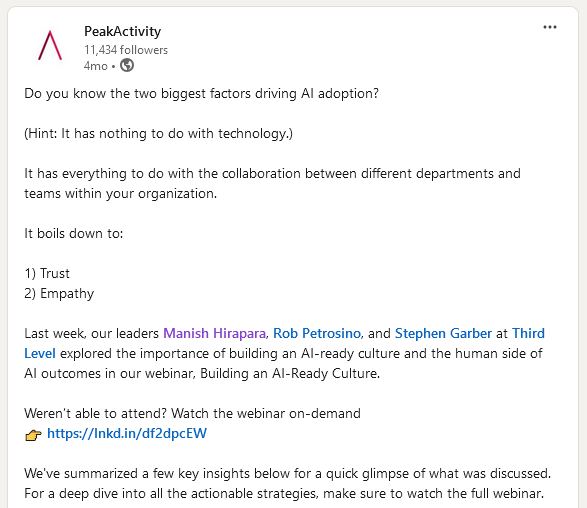 PeakActivity
11,434 followers
4mo •
Do you know the two biggest factors driving AI adoption?
(Hint: It has nothing to do with technology.)
It has everything to do with the collaboration between different departments and
teams within your organization.
It boils down to:
1) Trust
2) Empathy
Last week, our leaders Manish Hirapara, Rob Petrosino, and Stephen Garber at Third
Level explored the importance of building an AI-ready culture and the human side of
AI outcomes in our webinar, Building an AI-Ready Culture.
Weren't able to attend? Watch the webinar on-demand
👉 https://lnkd.in/df2dpcEW
We've summarized a few key insights below for a quick glimpse of what was discussed.
For a deep dive into all the actionable strategies, make sure to watch the full webinar.